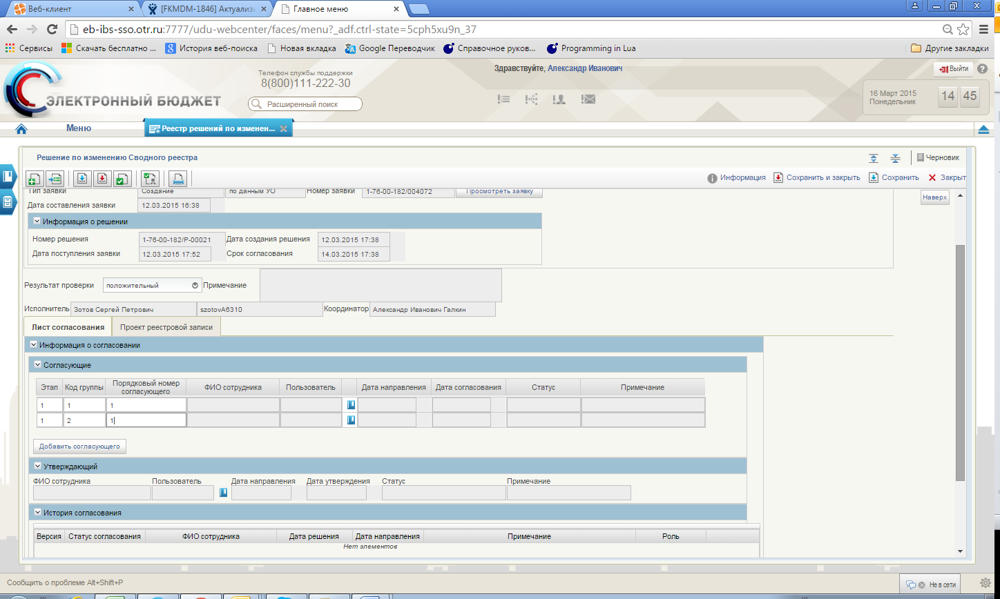 Веб-клиент
[FKMDM-1846] Актуализ
Главное меню
eb-ibs-sso.otr.ru:7777/udu-webcenter/faces/menu?_adf.ctrl-state=5cph5xu9n_37
Сервисы
Скачать бесплатно ...
История веб-поиска
Новая вкладка
Google Переводчик
Справочное руков...
Programming in Lua
Другие закладки
ЭЛЕКТРОННЫЙ БЮДЖЕТ
Телефон службы поддержки
8(800)111-222-30
Расширенный поиск
Здравствуйте, Александр Иванович
Выйти
16 Март 2015
Понедельник
14 45
Меню
Реестр решений по изменен...
Решение по изменению Сводного реестра
Черновик
Информация
Сохранить и закрыть
Сохранить
Закрыт
Тип заявки Создание по данным УО Номер заявки 1-76-00-182/004072 Просмотреть заявку
Дата составления заявки 12.03.2015 16:38
Наверх
Информация о решении
Номер решения 1-76-00-182/Р-00021 Дата создания решения 12.03.2015 17:38
Дата поступления заявки 12.03.2015 17:52 Срок согласования 14.03.2015 17:38
Результат проверки положительный Примечание
Исполнитель Зотов Сергей Петрович szotovA6310 Координатор Александр Иванович Галкин
Лист согласования Проект реестровой записи
Информация о согласовании
Согласующие
Этап Код группы Порядковый номер согласующего ФИО сотрудника Пользователь Дата направления Дата согласования Статус Примечание
1 1 1
1 2 1
Добавить согласующего
Утверждающий
ФИО сотрудника Пользователь Дата направления Дата утверждения Статус Примечание
История согласования
Версия Статус согласования ФИО сотрудника Дата решения Дата направления Примечание Роль
Нет элементов
Сообщить о проблеме Alt+Shift+P
Не в сети